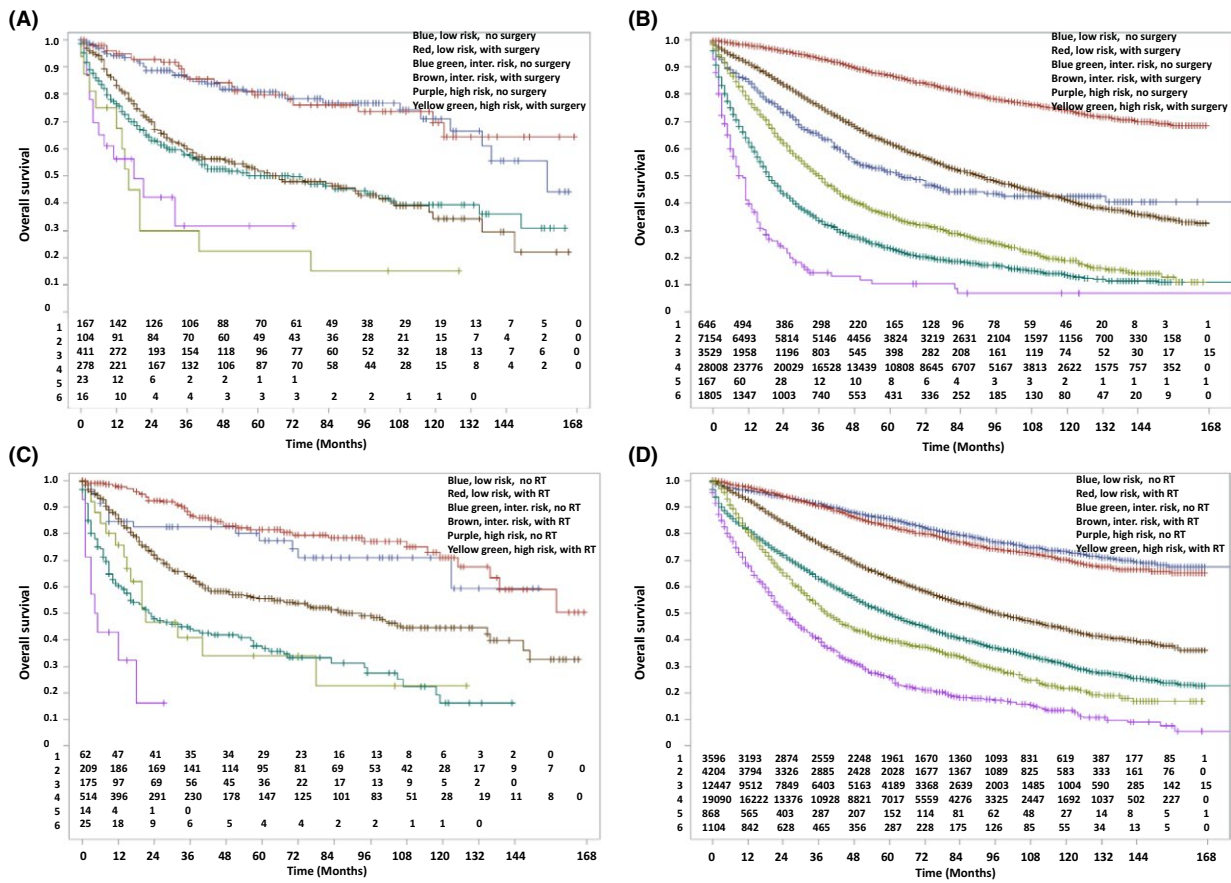 (A)
Blue, low risk, no surgery
Red, low risk, with surgery
Blue green, inter. risk, no surgery
Brown, inter. risk, with surgery
Purple, high risk, no surgery
Yellow green, high risk, with surgery
Overall survival
1.0
0.9
0.8
0.7
0.6
0.5
0.4
0.3
0.2
0.1
0
1 167 142 126 106 88 70 61 49 38 29 19 13 7 5 0
2 104 91 84 70 60 49 43 36 28 21 15 7 4 2 0
3 411 272 193 154 118 96 77 60 52 32 18 13 7 6 0
4 278 221 167 132 106 87 70 58 44 28 15 8 4 2 0
5 23 12 6 2 2 1 1
6 16 10 4 4 3 3 3 2 2 1 1 0
0 12 24 36 48 60 72 84 96 108 120 132 144 168
Time (Months)
(B)
Blue, low risk, no surgery
Red, low risk, with surgery
Blue green, inter. risk, no surgery
Brown, inter. risk, with surgery
Purple, high risk, no surgery
Yellow green, high risk, with surgery
Overall survival
1.0
0.9
0.8
0.7
0.6
0.5
0.4
0.3
0.2
0.1
0
1 646 494 386 298 220 165 128 96 78 59 46 20 8 3 1
2 7154 6493 5814 5146 4456 3824 3219 2631 2104 1597 1156 700 330 158 0
3 3529 1958 1196 803 545 398 282 208 161 119 74 52 30 17 15
4 28008 23776 20029 16528 13439 10808 8645 6707 5167 3813 2622 1575 757 352 0
5 167 60 28 12 10 8 6 4 3 3 2 1 1 1 1
6 1805 1347 1003 740 553 431 336 252 185 130 80 47 20 9 0
0 12 24 36 48 60 72 84 96 108 120 132 144 168
Time (Months)
(C)
Blue, low risk, no RT
Red, low risk, with RT
Blue green, inter. risk, no RT
Brown, inter. risk, with RT
Purple, high risk, no RT
Yellow green, high risk, with RT
Overall survival
1.0
0.9
0.8
0.7
0.6
0.5
0.4
0.3
0.2
0.1
0
1 62 47 41 35 34 29 23 16 13 8 6 3 2 0
2 209 186 169 141 114 95 81 69 53 42 28 17 9 7 0
3 175 97 69 56 45 36 22 17 13 9 5 2 0
4 514 396 291 230 178 147 125 101 83 51 28 19 11 8 0
5 14 4 1 0
6 25 18 9 6 5 4 4 2 2 1 1 0
0 12 24 36 48 60 72 84 96 108 120 132 144 168
Time (Months)
(D)
Blue, low risk, no RT
Red, low risk, with RT
Blue green, inter. risk, no RT
Brown, inter. risk, with RT
Purple, high risk, no RT
Yellow green, high risk, with RT
Overall survival
1.0
0.9
0.8
0.7
0.6
0.5
0.4
0.3
0.2
0.1
0
1 3596 3193 2874 2559 2248 1961 1670 1360 1093 831 619 387 177 85 1
2 4204 3794 3326 2885 2428 2028 1677 1367 1089 825 583 333 161 76 0
3 12447 9512 7849 6403 5163 4189 3368 2639 2003 1485 1004 590 285 142 15
4 19090 16222 13376 10928 8821 7017 5559 4276 3325 2447 1692 1037 502 227 0
5 868 565 403 287 207 152 114 81 62 48 27 14 8 5 1
6 1104 842 628 465 356 287 228 175 126 85 55 34 13 5 0
0 12 24 36 48 60 72 84 96 108 120 132 144 168
Time (Months)